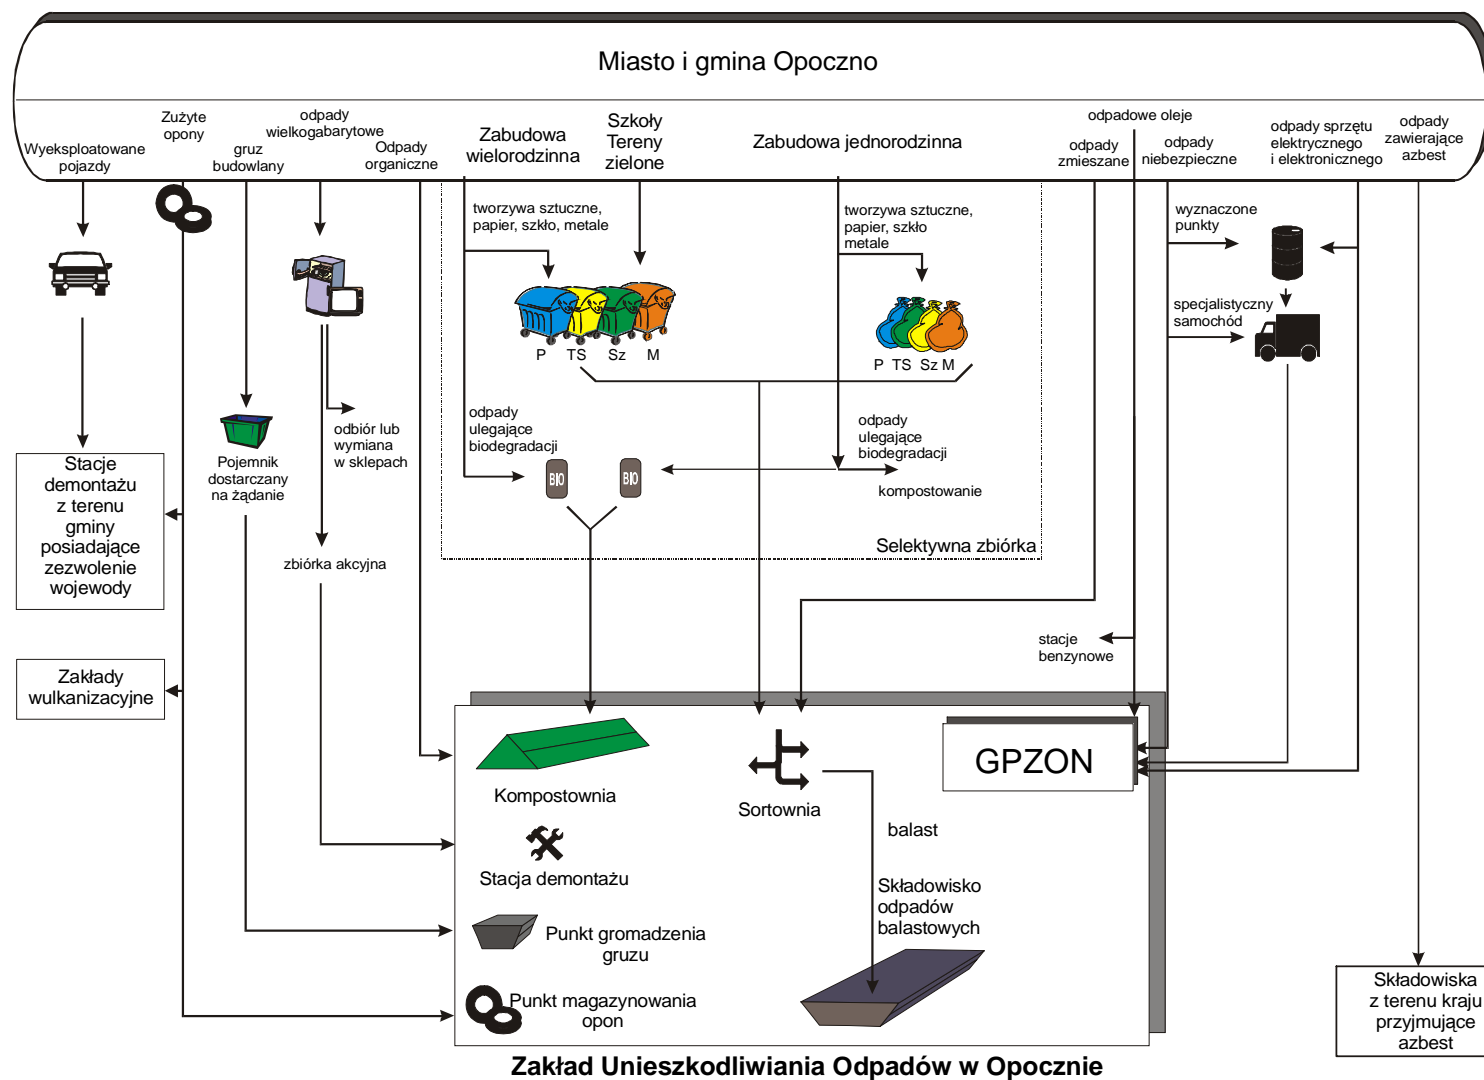 Miasto i gmina Opoczno
Wyeksploatowane
pojazdy
Zużyte
opony
gruz
budowlany
odpady
wielkogabarytowe
Odpady
organiczne
Zabudowa
wielorodzinna
Szkoły
Tereny
zielone
Zabudowa jednorodzinna
odpady
zmieszane
odpadowe oleje
odpady
niebezpieczne
odpady sprzętu
elektrycznego
i elektronicznego
odpady
zawierające
azbest
tworzywa sztuczne,
papier, szkło, metale
tworzywa sztuczne,
papier, szkło
metale
wyznaczone
punkty
specjalistyczny
samochód
P TS Sz M
P TS Sz M
odbiór lub
wymiana
w sklepach
odpady
ulegające
biodegradacji
odpady
ulegające
biodegradacji
Pojemnik
dostarczany
na żądanie
BIO
BIO
kompostowanie
Stacje
demontażu
z terenu
gminy
posiadające
zezwolenie
wojewody
zbiórka akcyjna
Selektywna zbiórka
stacje
benzynowe
Zakłady
wulkanizacyjne
GPZON
Kompostownia
Sortownia
balast
Stacja demontażu
Składowisko
odpadów
balastowych
Punkt gromadzenia
gruzu
Punkt magazynowania
opon
Składowiska
z terenu kraju
przyjmujące
azbest
Zakład Unieszkodliwiania Odpadów w Opocznie